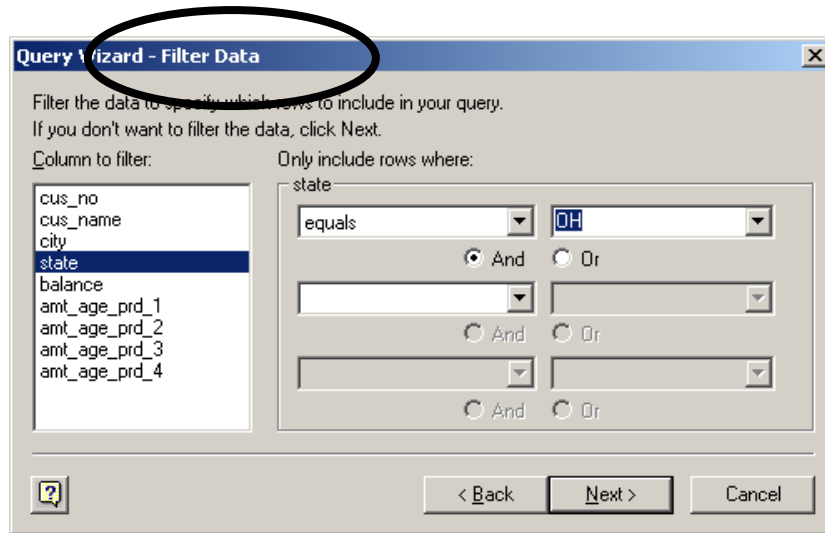 Query Wizard - Filter Data
Filter the data to specify which rows to include in your query.
If you don't want to filter the data, click Next.
Column to filter:
Only include rows where:
cus_no
cus_name
city
state
balance
amt_age_prd_1
amt_age_prd_2
amt_age_prd_3
amt_age_prd_4
state
equals OH
And Or
And Or
And Or
? < Back Next > Cancel